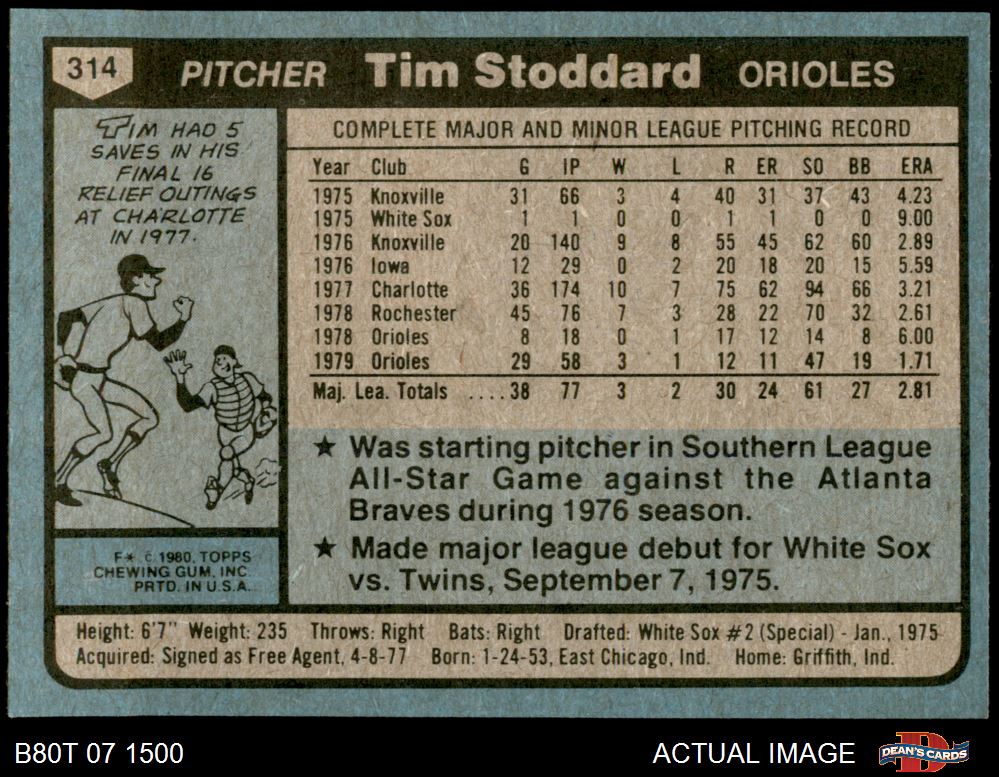 314 PITCHER Tim Stoddard ORIOLES
TIM HAD 5
SAVES IN HIS
FINAL 16
RELIEF OUTINGS
AT CHARLOTTE
IN 1977.
COMPLETE MAJOR AND MINOR LEAGUE PITCHING RECORD
Year Club G IP W L R ER SO BB ERA
1975 Knoxville 31 66 3 4 40 31 37 43 4.23
1975 White Sox 1 1 0 0 1 1 0 0 9.00
1976 Knoxville 20 140 9 8 55 45 62 60 2.89
1976 Iowa 12 29 0 2 20 18 20 15 5.59
1977 Charlotte 36 174 10 7 75 62 94 66 3.21
1978 Rochester 45 76 7 3 28 22 70 32 2.61
1978 Orioles 8 18 0 1 17 12 14 8 6.00
1979 Orioles 29 58 3 1 12 11 47 19 1.71
Maj. Lea. Totals ....38 77 3 2 30 24 61 27 2.81
★ Was starting pitcher in Southern League
All-Star Game against the Atlanta
Braves during 1976 season.
★ Made major league debut for White Sox
vs. Twins, September 7, 1975.
F✶ © 1980, TOPPS
CHEWING GUM, INC.
PRTD. IN U.S.A.
Height: 6'7" Weight: 235 Throws: Right Bats: Right Drafted: White Sox #2 (Special) - Jan., 1975
Acquired: Signed as Free Agent, 4-8-77 Born: 1-24-53, East Chicago, Ind. Home: Griffith, Ind.
B80T 07 1500
ACTUAL IMAGE
DEAN'S CARDS